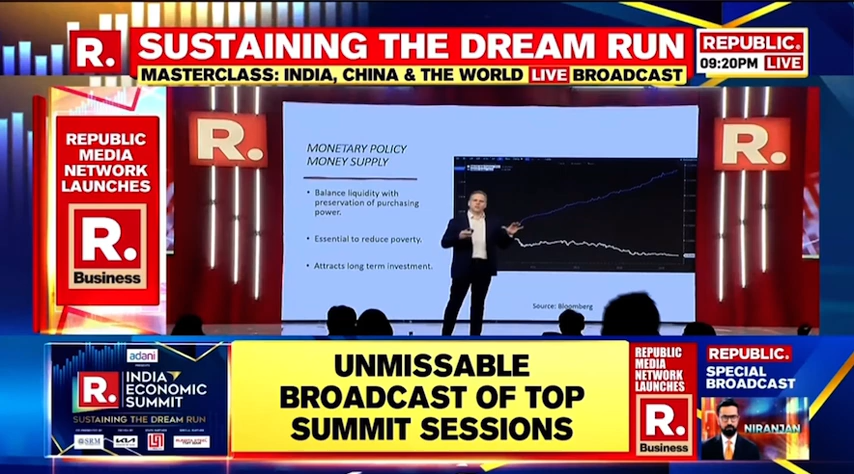 R.
SUSTAINING THE DREAM RUN
REPUBLIC.
09:20PM LIVE
MASTERCLASS: INDIA, CHINA & THE WORLD LIVE BROADCAST
REPUBLIC
MEDIA
NETWORK
LAUNCHES
R.
Business
R.
R.
MONETARY POLICY
MONEY SUPPLY
• Balance liquidity with
preservation of purchasing
power.
• Essential to reduce poverty.
• Attracts long term investment.
Source: Bloomberg
adani
PRESENTS
R.
INDIA
ECONOMIC
SUMMIT
SUSTAINING THE DREAM RUN
SRM
KIA
UNMISSABLE
BROADCAST OF TOP
SUMMIT SESSIONS
REPUBLIC
MEDIA
NETWORK
LAUNCHES
R.
Business
REPUBLIC.
SPECIAL
BROADCAST
NIRANJAN